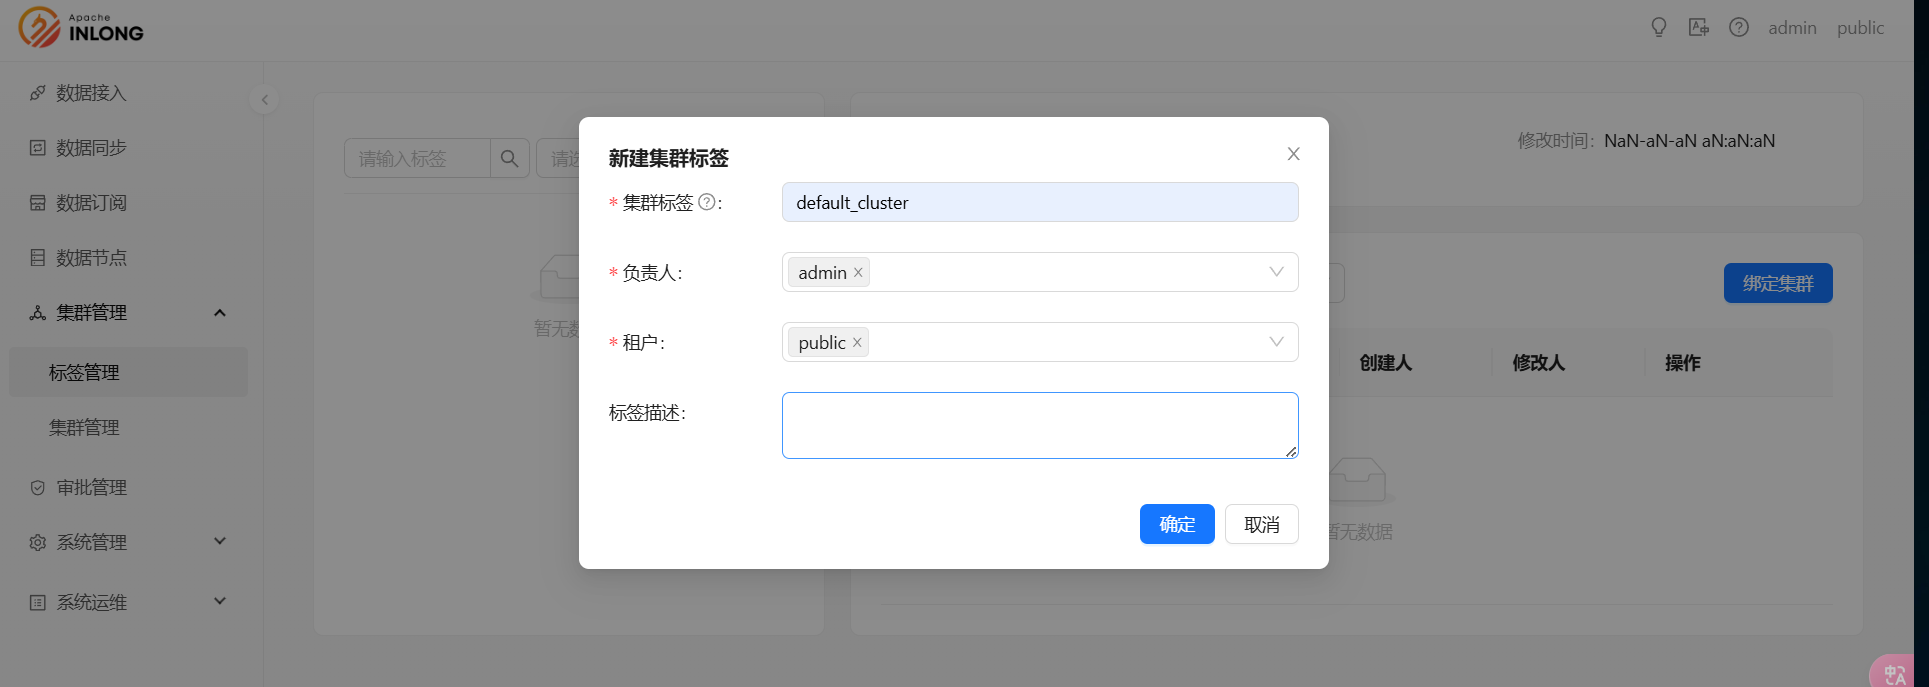 Apache
INLONG
admin
public
数据接入
数据同步
数据订阅
数据节点
集群管理
标签管理
集群管理
审批管理
系统管理
系统运维
请输入标签
请选
暂无数
修改时间: NaN-aN-aN aN:aN:aN
绑定集群
创建人
修改人
操作
暂无数据
新建集群标签
* 集群标签 ? :
default_cluster
* 负责人:
admin
* 租户:
public
标签描述:
确定
取消
中A